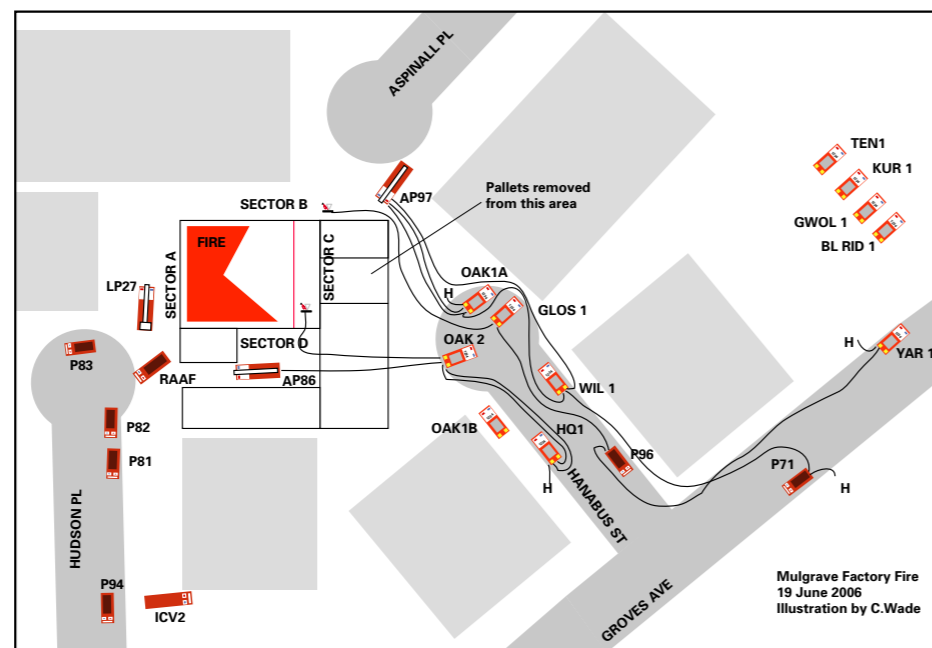 ASPINALL PL
TEN1
KUR 1
GWOL 1
BL RID 1
Pallets removed
from this area
AP97
SECTOR B
SECTOR A
FIRE
SECTOR C
LP27
OAK1A
H
GLOS 1
SECTOR D
OAK 2
P83
RAAF
AP86
WIL 1
H
YAR 1
P82
OAK1B
HQ1
P81
P96
P71
H
H
HANABUS ST
HUDSON PL
P94
ICV2
GROVES AVE
Mulgrave Factory Fire
19 June 2006
Illustration by C.Wade